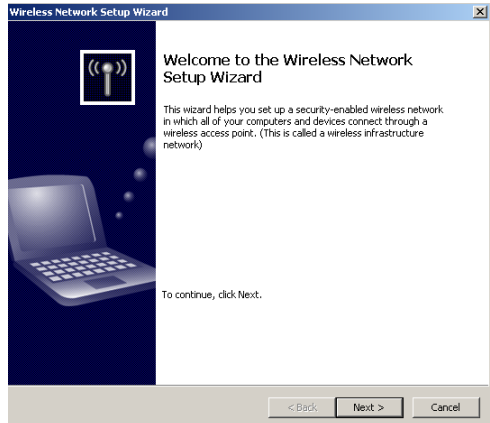 Wireless Network Setup Wizard
Welcome to the Wireless Network
Setup Wizard
This wizard helps you set up a security-enabled wireless network
in which all of your computers and devices connect through a
wireless access point. (This is called a wireless infrastructure
network)
To continue, click Next.
< Back Next > Cancel